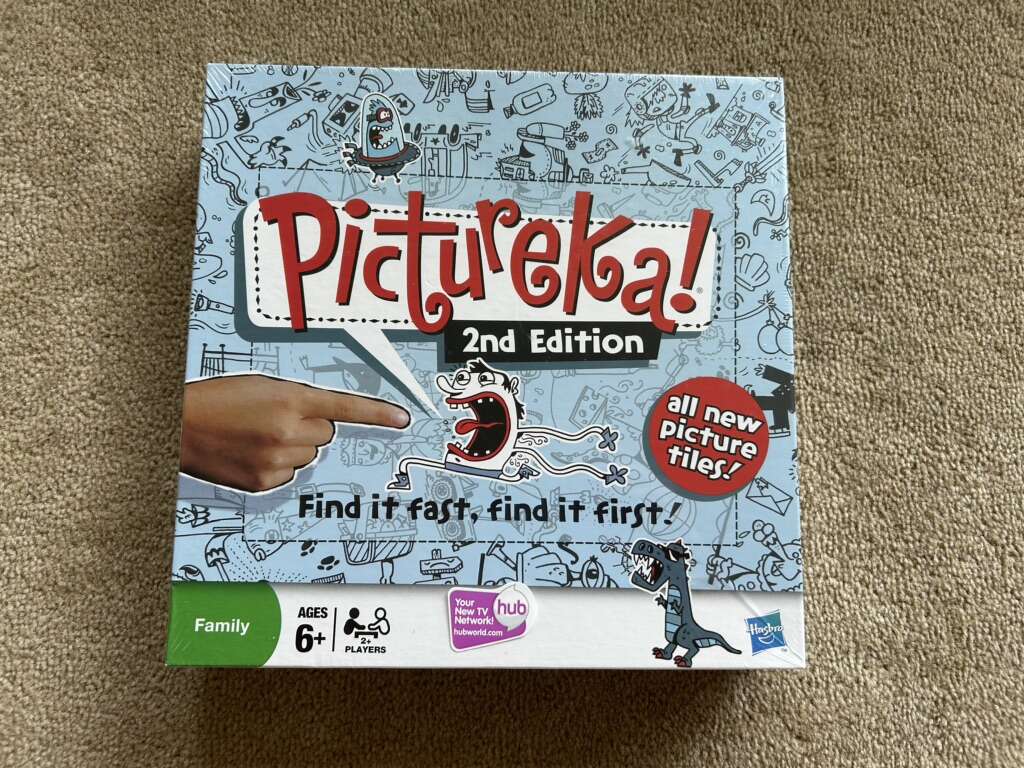 Pictureka!
2nd Edition
all new
picture
tiles!
Find it fast, find it first!
Family
AGES
6+
2+
PLAYERS
Your
New TV
Network!
hubworld.com
hub
Hasbro